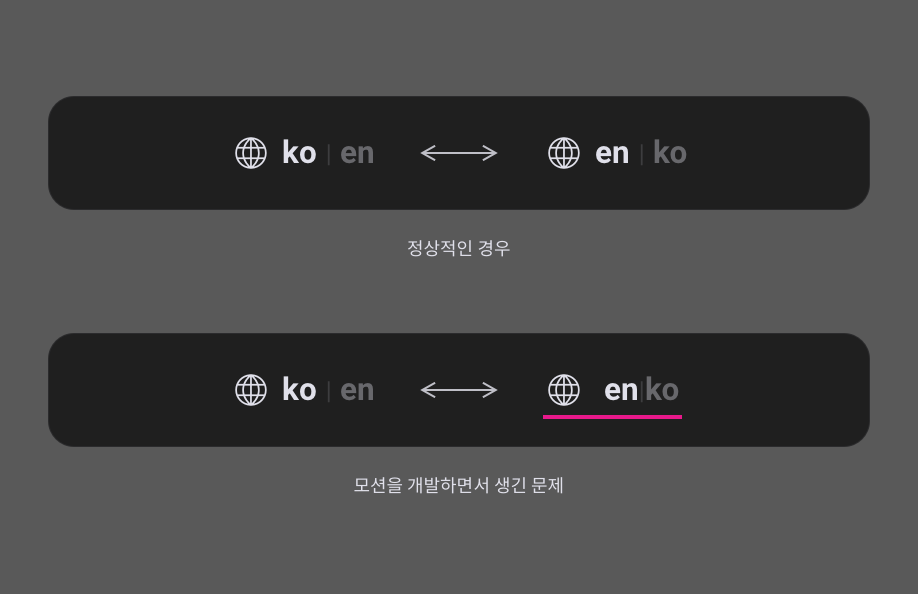 ko | en ↔ en | ko
정상적인 경우
ko | en ↔ en|ko
모션을 개발하면서 생긴 문제